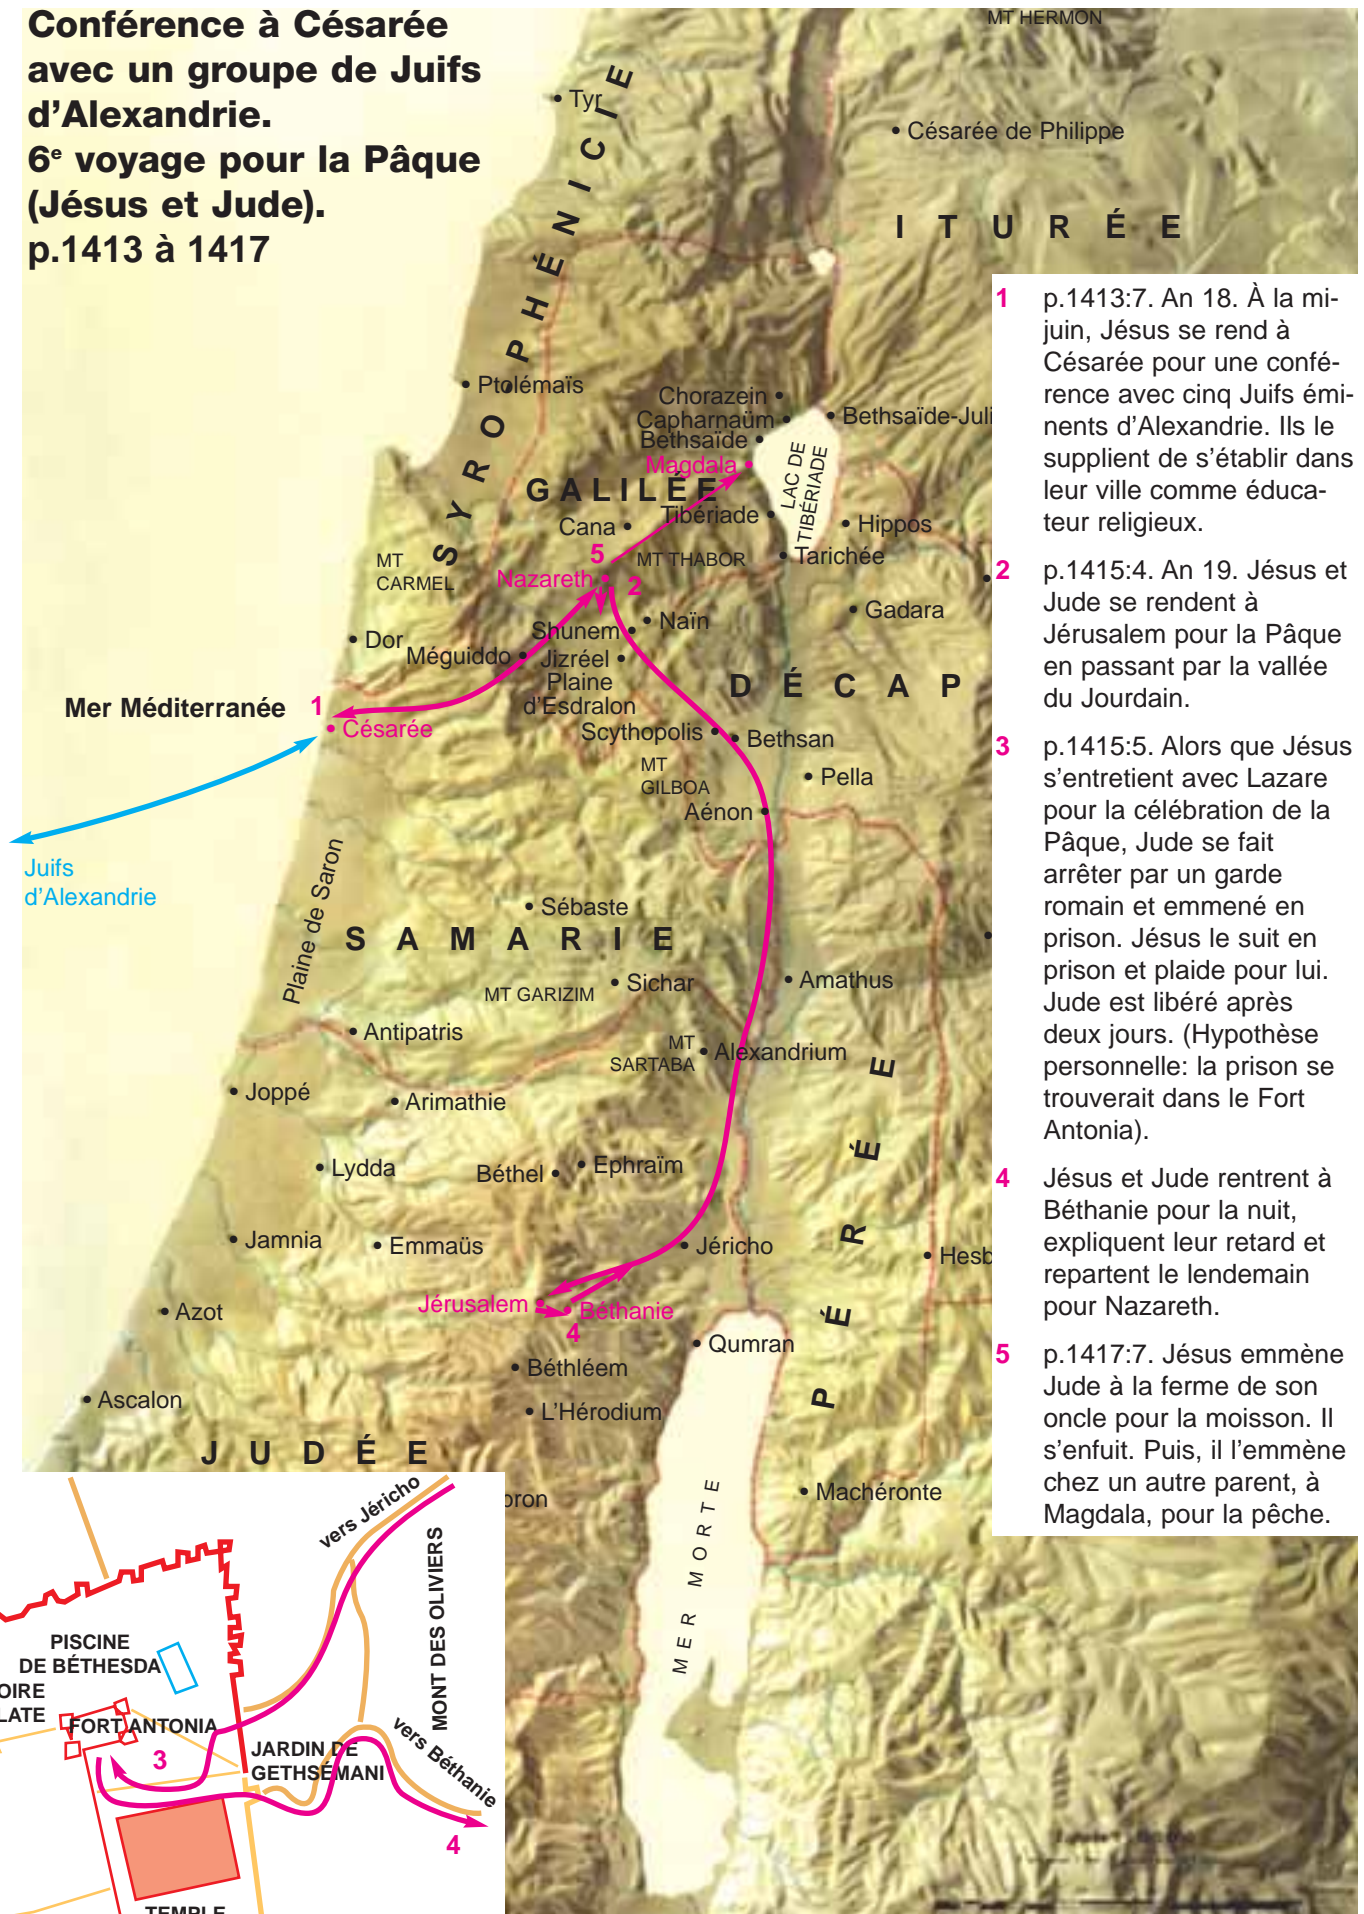 Conférence à Césarée
avec un groupe de Juifs
d'Alexandrie.
6e voyage pour la Pâque
(Jésus et Jude).
p.1413 à 1417
MT HERMON
Tyr
Césarée de Philippe
ITURÉE
SYROPHÉNICIE
Ptolémaïs
Chorazein
Capharnaüm
Bethsaïde-Juli
Bethsaïde
Magdala
LAC DE
TIBÉRIADE
GALILÉE
Cana
Tibériade
Hippos
5
MT THABOR
Tarichée
MT
CARMEL
Nazareth
2
Gadara
Naïn
Shunem
Dor
Méguiddo
Jizréel
Plaine
d'Esdralon
DÉCAP
Mer Méditerranée
1
Césarée
Scythopolis
Bethsan
MT
GILBOA
Pella
Aénon
Juifs
d'Alexandrie
Plaine de Saron
Sébaste
SAMARIE
Sichar
Amathus
MT GARIZIM
Antipatris
MT
SARTABA
Alexandrium
PÉRÉE
Joppé
Arimathie
Lydda
Béthel
Ephraïm
Jamnia
Emmaüs
Jéricho
Hesb
Jérusalem
Béthanie
4
Azot
Qumran
Béthléem
Ascalon
L'Hérodium
JUDÉE
oron
Machéronte
MER MORTE
1 p.1413:7. An 18. À la mi-
juin, Jésus se rend à
Césarée pour une confé-
rence avec cinq Juifs émi-
nents d'Alexandrie. Ils le
supplient de s'établir dans
leur ville comme éduca-
teur religieux.
2 p.1415:4. An 19. Jésus et
Jude se rendent à
Jérusalem pour la Pâque
en passant par la vallée
du Jourdain.
3 p.1415:5. Alors que Jésus
s'entretient avec Lazare
pour la célébration de la
Pâque, Jude se fait
arrêter par un garde
romain et emmené en
prison. Jésus le suit en
prison et plaide pour lui.
Jude est libéré après
deux jours. (Hypothèse
personnelle: la prison se
trouverait dans le Fort
Antonia).
4 Jésus et Jude rentrent à
Béthanie pour la nuit,
expliquent leur retard et
repartent le lendemain
pour Nazareth.
5 p.1417:7. Jésus emmène
Jude à la ferme de son
oncle pour la moisson. Il
s'enfuit. Puis, il l'emmène
chez un autre parent, à
Magdala, pour la pêche.
vers Jéricho
MONT DES OLIVIERS
PISCINE
DE BÉTHESDA
OIRE
LATE
FORT ANTONIA
3
JARDIN DE
GETHSÉMANI
vers Béthanie
4
TEMPLE